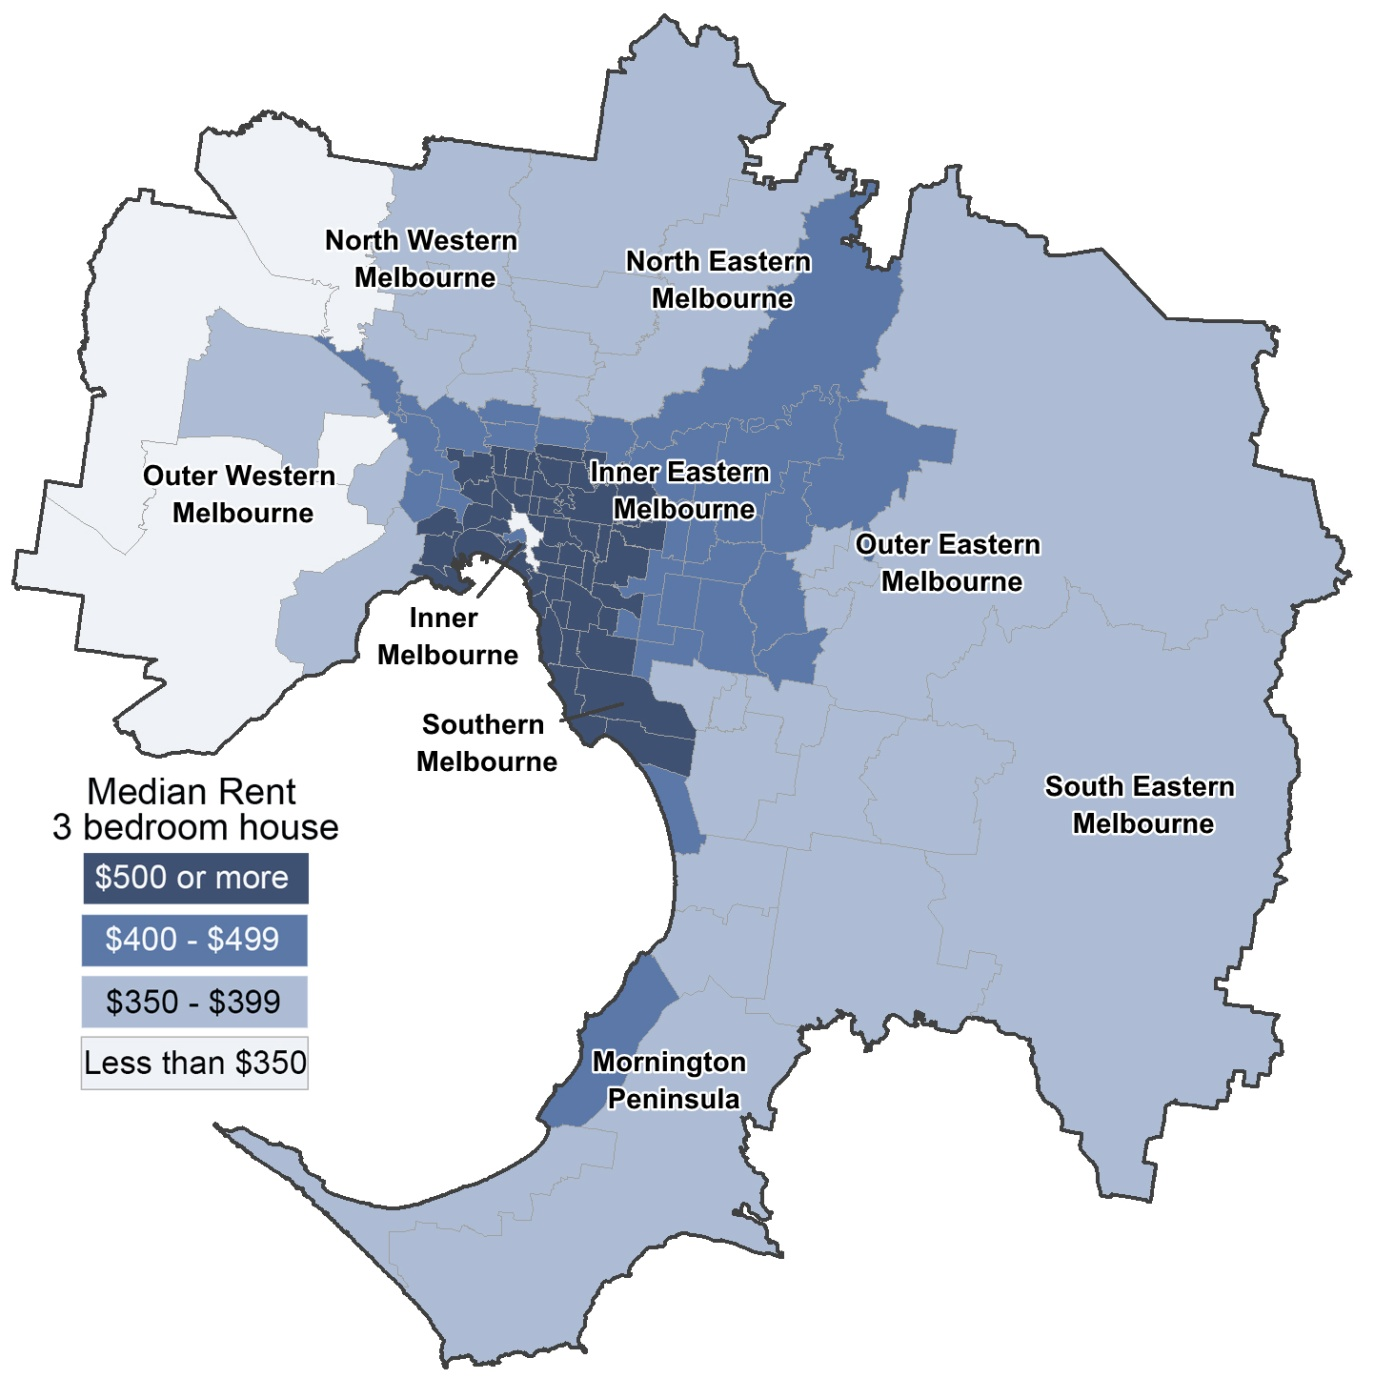 North Western
Melbourne
North Eastern
Melbourne
Outer Western
Melbourne
Inner Eastern
Melbourne
Outer Eastern
Melbourne
Inner
Melbourne
Southern
Melbourne
South Eastern
Melbourne
Mornington
Peninsula
Median Rent
3 bedroom house
$500 or more
$400 - $499
$350 - $399
Less than $350